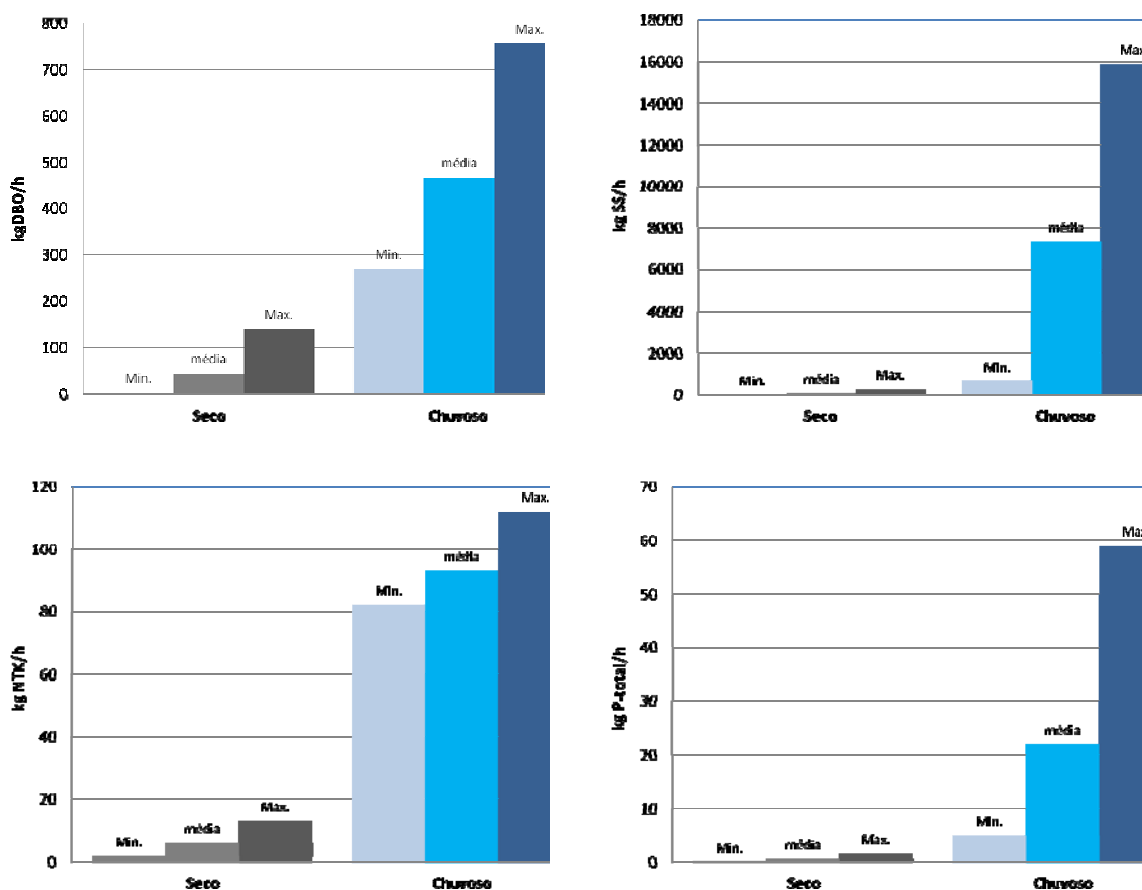 800
700
600
500
400
300
200
100
0
kgDBO/h
Min.
média
Max.
Min.
média
Max.
Seco
Chuvoso
18000
16000
14000
12000
10000
8000
6000
4000
2000
0
kg SS/h
Min.
média
Max.
Min.
média
Max
Seco
Chuvoso
120
100
80
60
40
20
0
kg NTK/h
Min.
média
Max.
Min.
média
Max.
Seco
Chuvoso
70
60
50
40
30
20
10
0
kg P-total/h
Min.
média
Max.
Min.
média
Max
Seco
Chuvoso